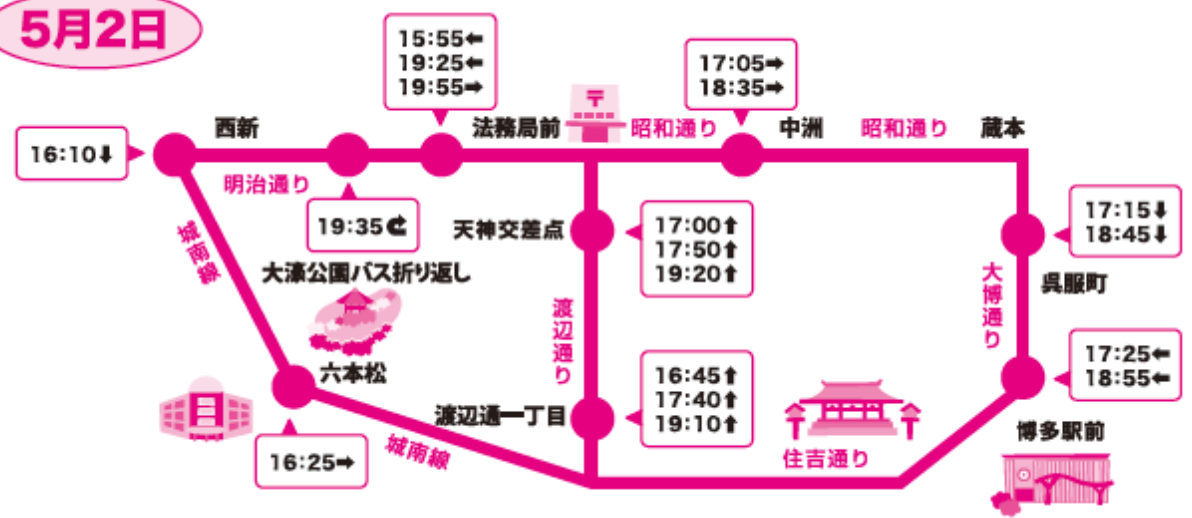 5月2日
15:55←
19:25←
19:55→
17:05→
18:35→
西新
法務局前
〒
昭和通り
中洲
昭和通り
蔵本
16:10↓
明治通り
19:35⮌
大濠公園バス折り返し
城南線
天神交差点
17:00↑
17:50↑
19:20↑
17:15↓
18:45↓
呉服町
大博通り
渡辺通り
六本松
16:25→
城南線
渡辺通一丁目
16:45↑
17:40↑
19:10↑
住吉通り
17:25←
18:55←
博多駅前